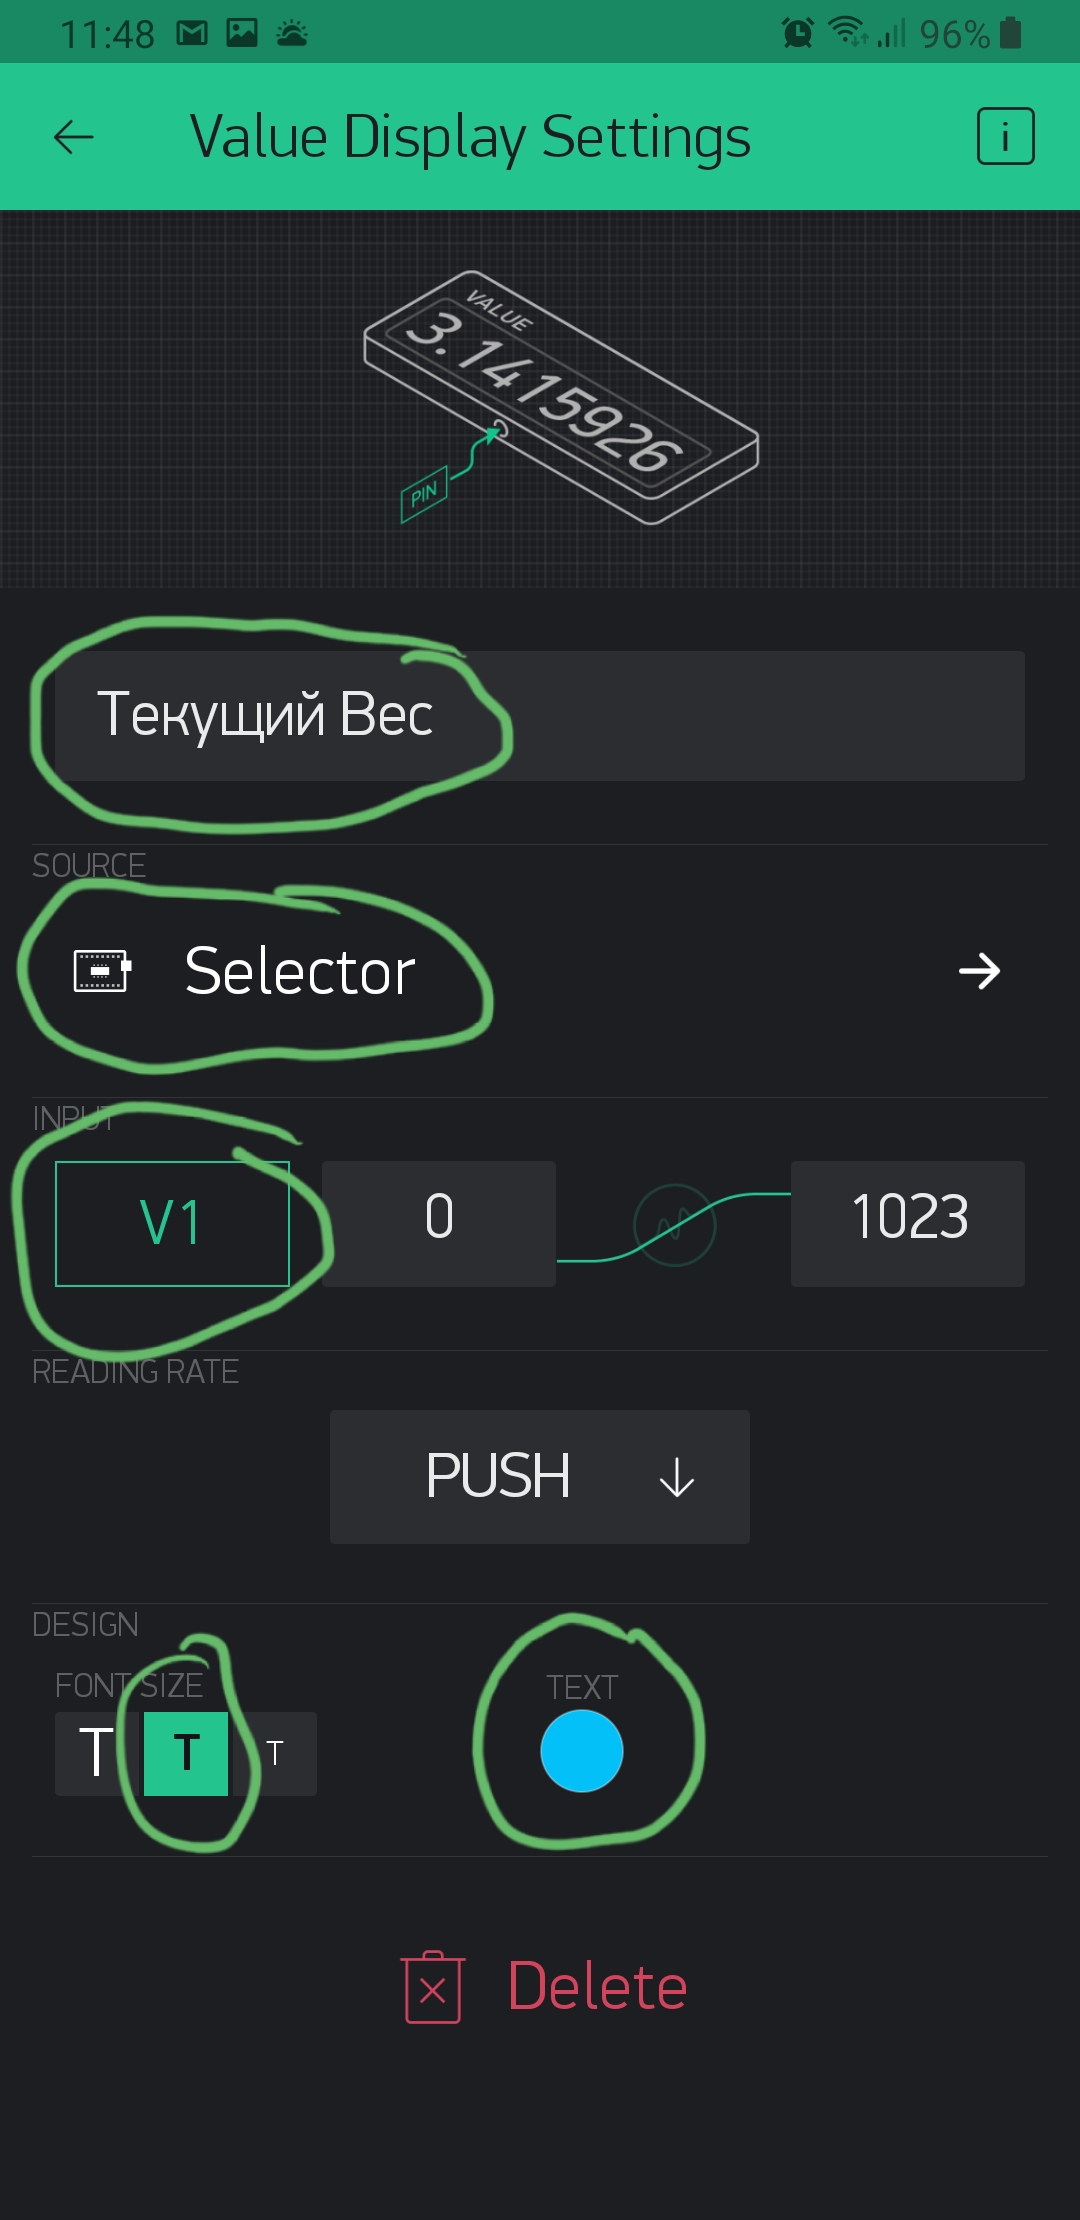 11:48 96%
Value Display Settings i
VALUE
3.1415926
PIN
Текущий Вес
SOURCE
Selector
INPUT
V1 0 1023
READING RATE
PUSH
DESIGN
FONT SIZE TEXT
T T T
Delete